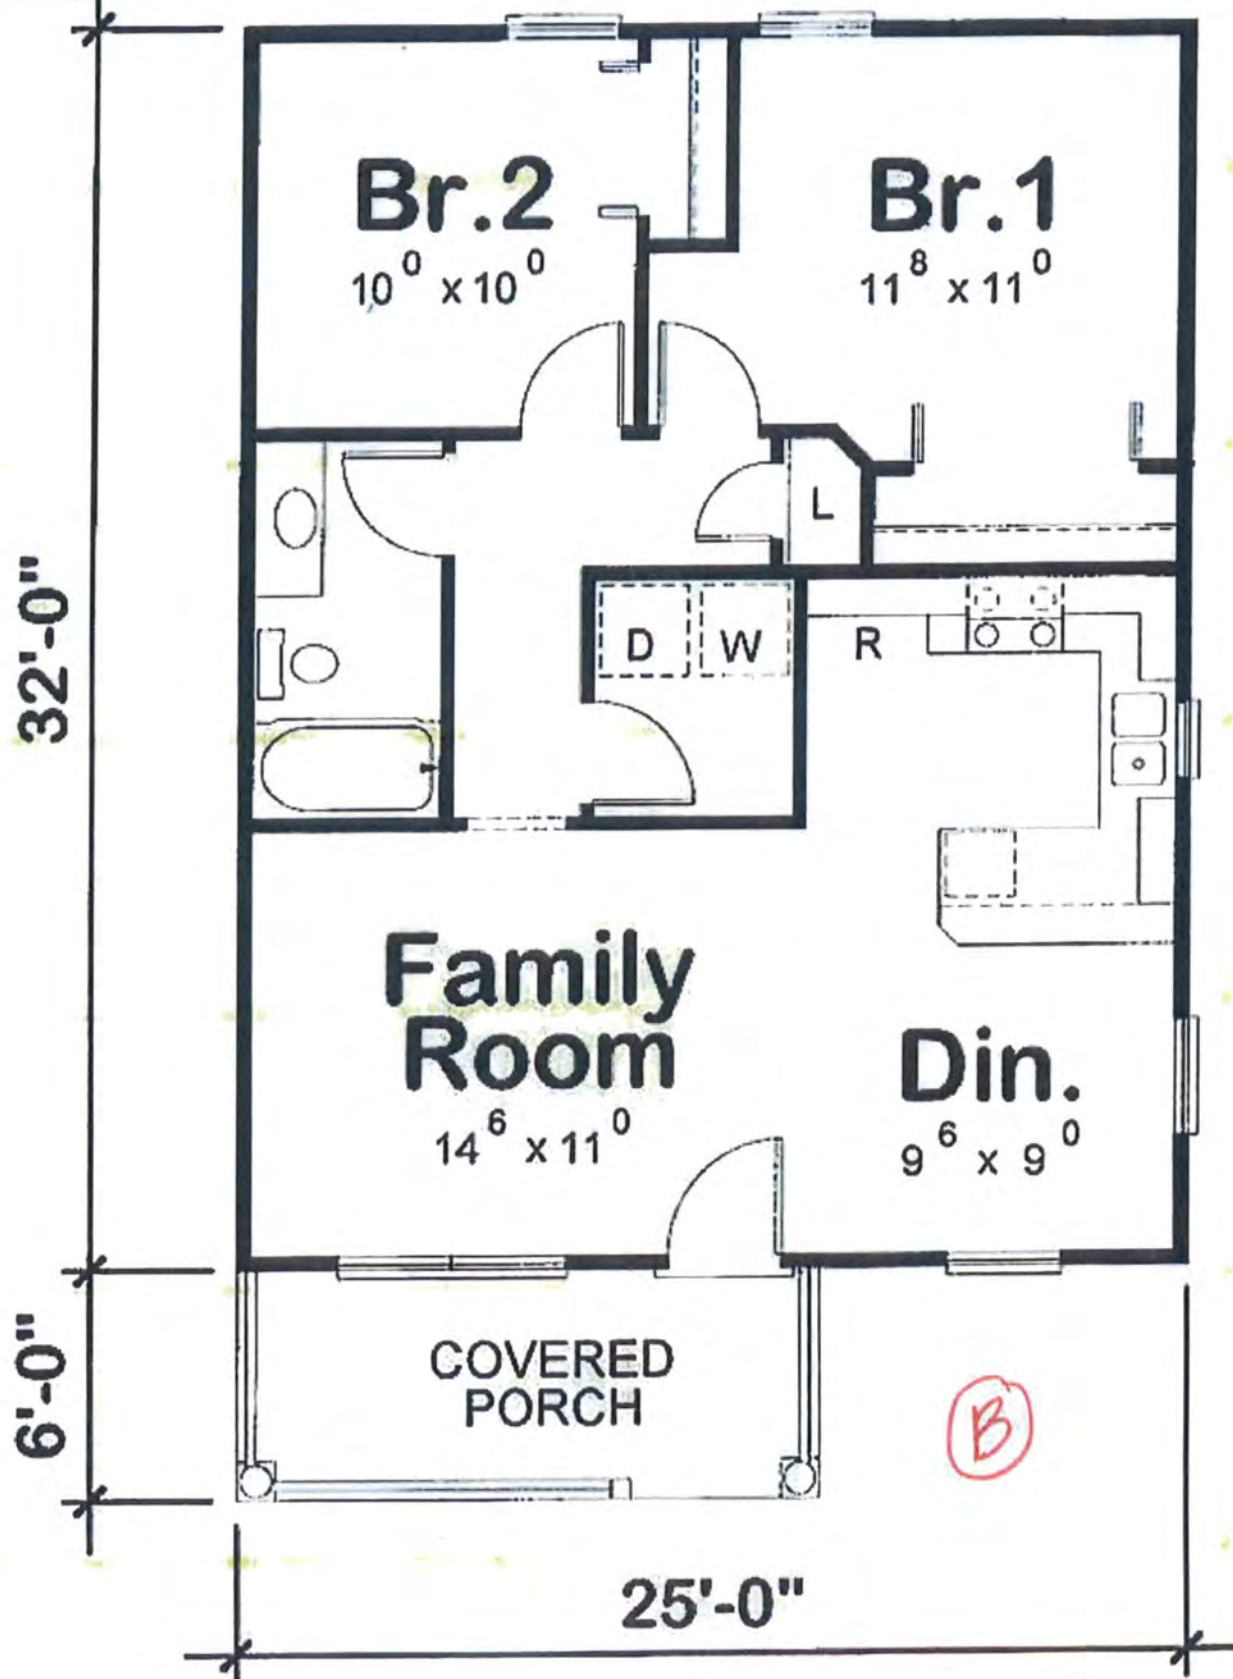 Br.2
10⁰ x 10⁰
Br.1
11⁸ x 11⁰
L
D
W
R
32'-0"
Family
Room
14⁶ x 11⁰
Din.
9⁶ x 9⁰
6'-0"
COVERED
PORCH
B
25'-0"